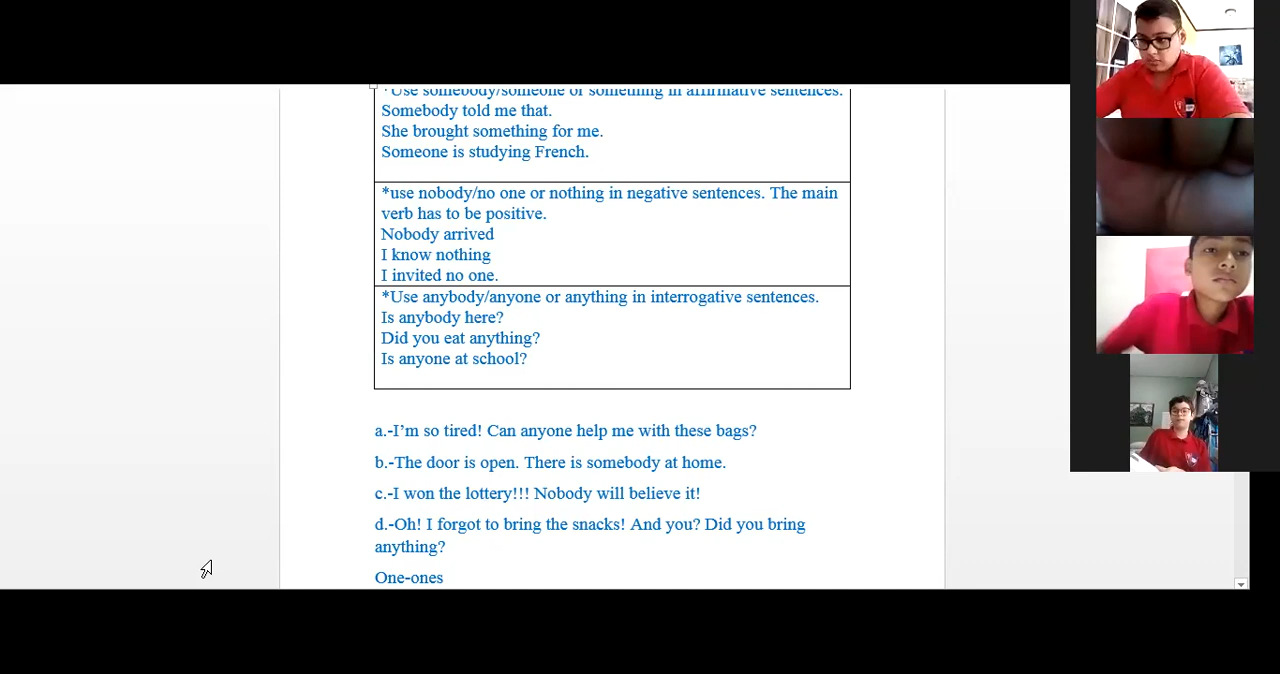 *Use somebody/someone or something in affirmative sentences.
Somebody told me that.
She brought something for me.
Someone is studying French.
*use nobody/no one or nothing in negative sentences. The main
verb has to be positive.
Nobody arrived
I know nothing
I invited no one.
*Use anybody/anyone or anything in interrogative sentences.
Is anybody here?
Did you eat anything?
Is anyone at school?
a.-I’m so tired! Can anyone help me with these bags?
b.-The door is open. There is somebody at home.
c.-I won the lottery!!! Nobody will believe it!
d.-Oh! I forgot to bring the snacks! And you? Did you bring
anything?
One-ones